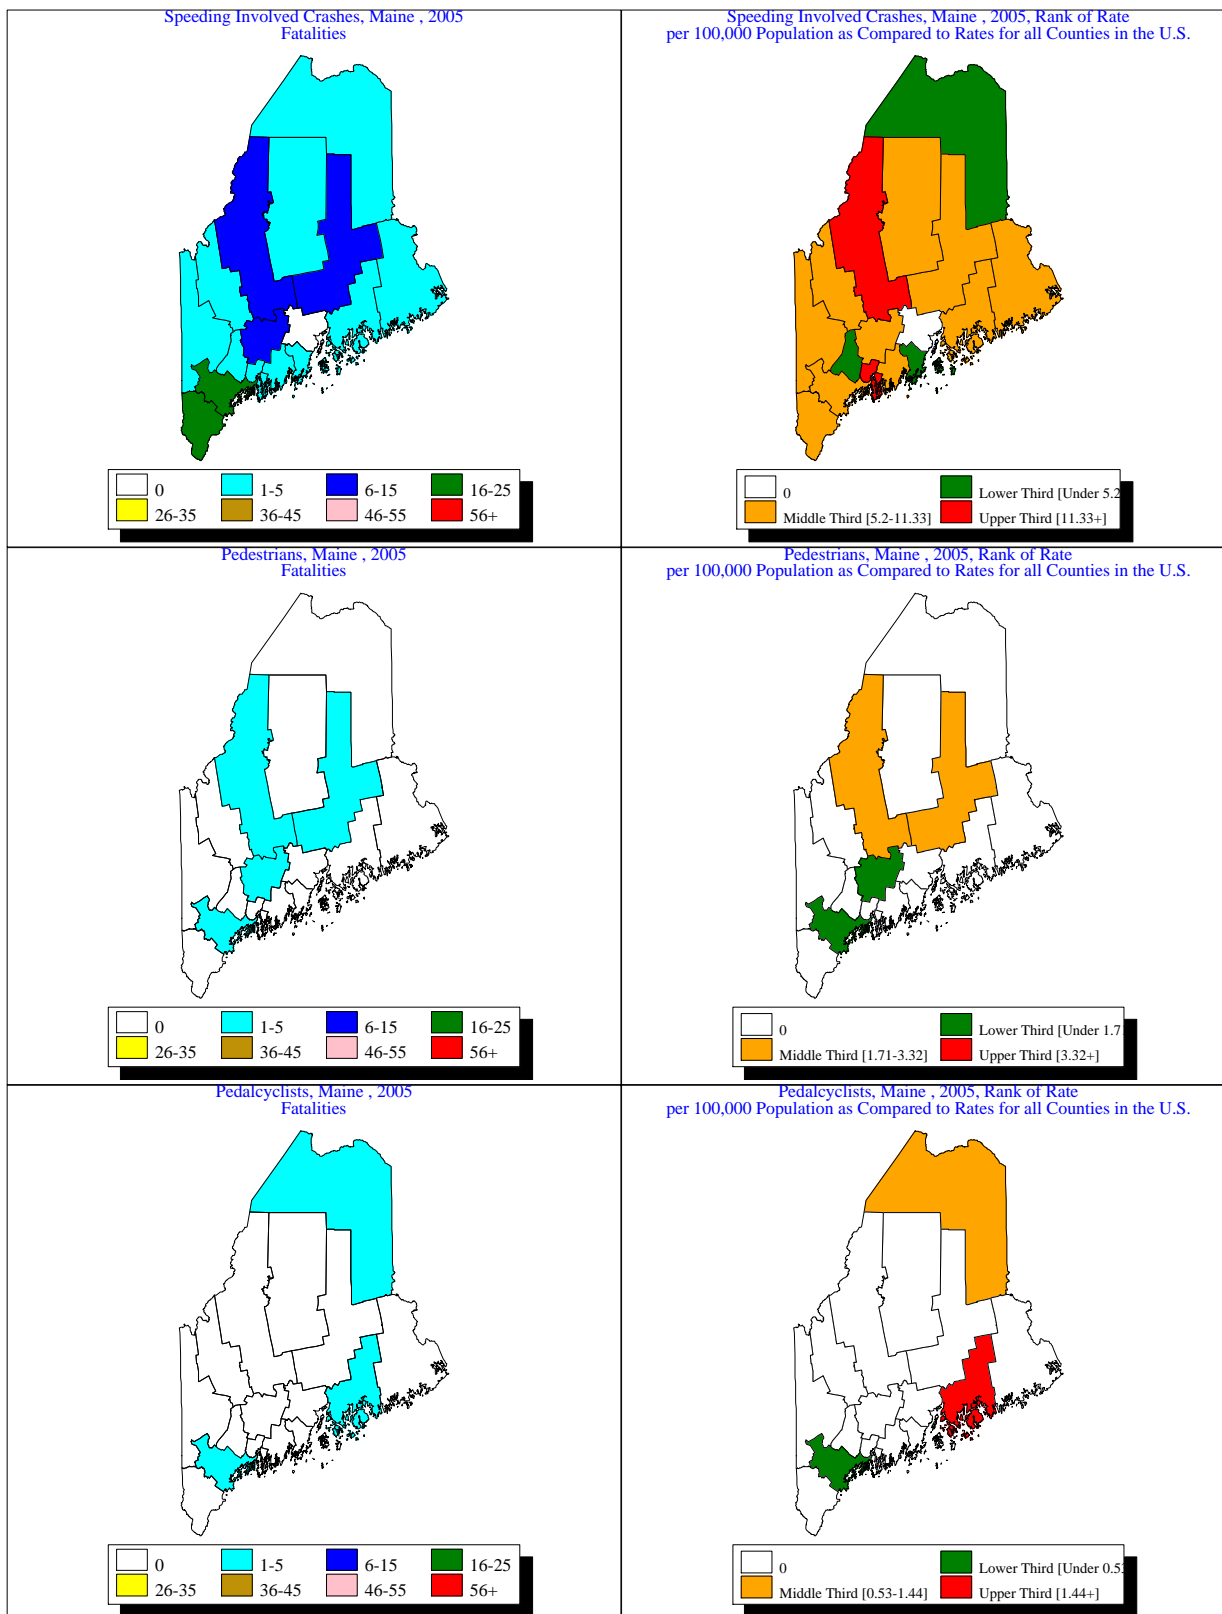 Speeding Involved Crashes, Maine , 2005
Fatalities
0
1-5
6-15
16-25
26-35
36-45
46-55
56+
Speeding Involved Crashes, Maine , 2005, Rank of Rate
per 100,000 Population as Compared to Rates for all Counties in the U.S.
0
Lower Third [Under 5.2
Middle Third [5.2-11.33]
Upper Third [11.33+]
Pedestrians, Maine , 2005
Fatalities
0
1-5
6-15
16-25
26-35
36-45
46-55
56+
Pedestrians, Maine , 2005, Rank of Rate
per 100,000 Population as Compared to Rates for all Counties in the U.S.
0
Lower Third [Under 1.71
Middle Third [1.71-3.32]
Upper Third [3.32+]
Pedalcyclists, Maine , 2005
Fatalities
0
1-5
6-15
16-25
26-35
36-45
46-55
56+
Pedalcyclists, Maine , 2005, Rank of Rate
per 100,000 Population as Compared to Rates for all Counties in the U.S.
0
Lower Third [Under 0.53
Middle Third [0.53-1.44]
Upper Third [1.44+]